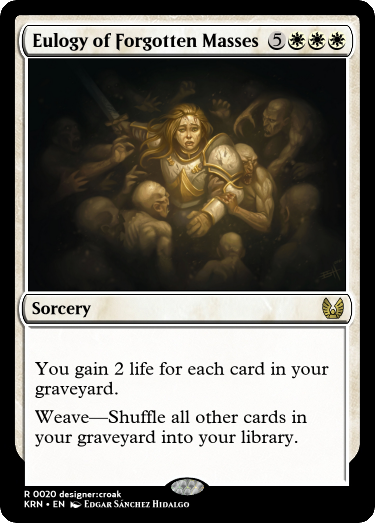 Eulogy of Forgotten Masses 5
Sorcery
You gain 2 life for each card in your
graveyard.
Weave—Shuffle all other cards in
your graveyard into your library.
R 0020 designer:croak
KRN • EN Edgar Sánchez Hidalgo